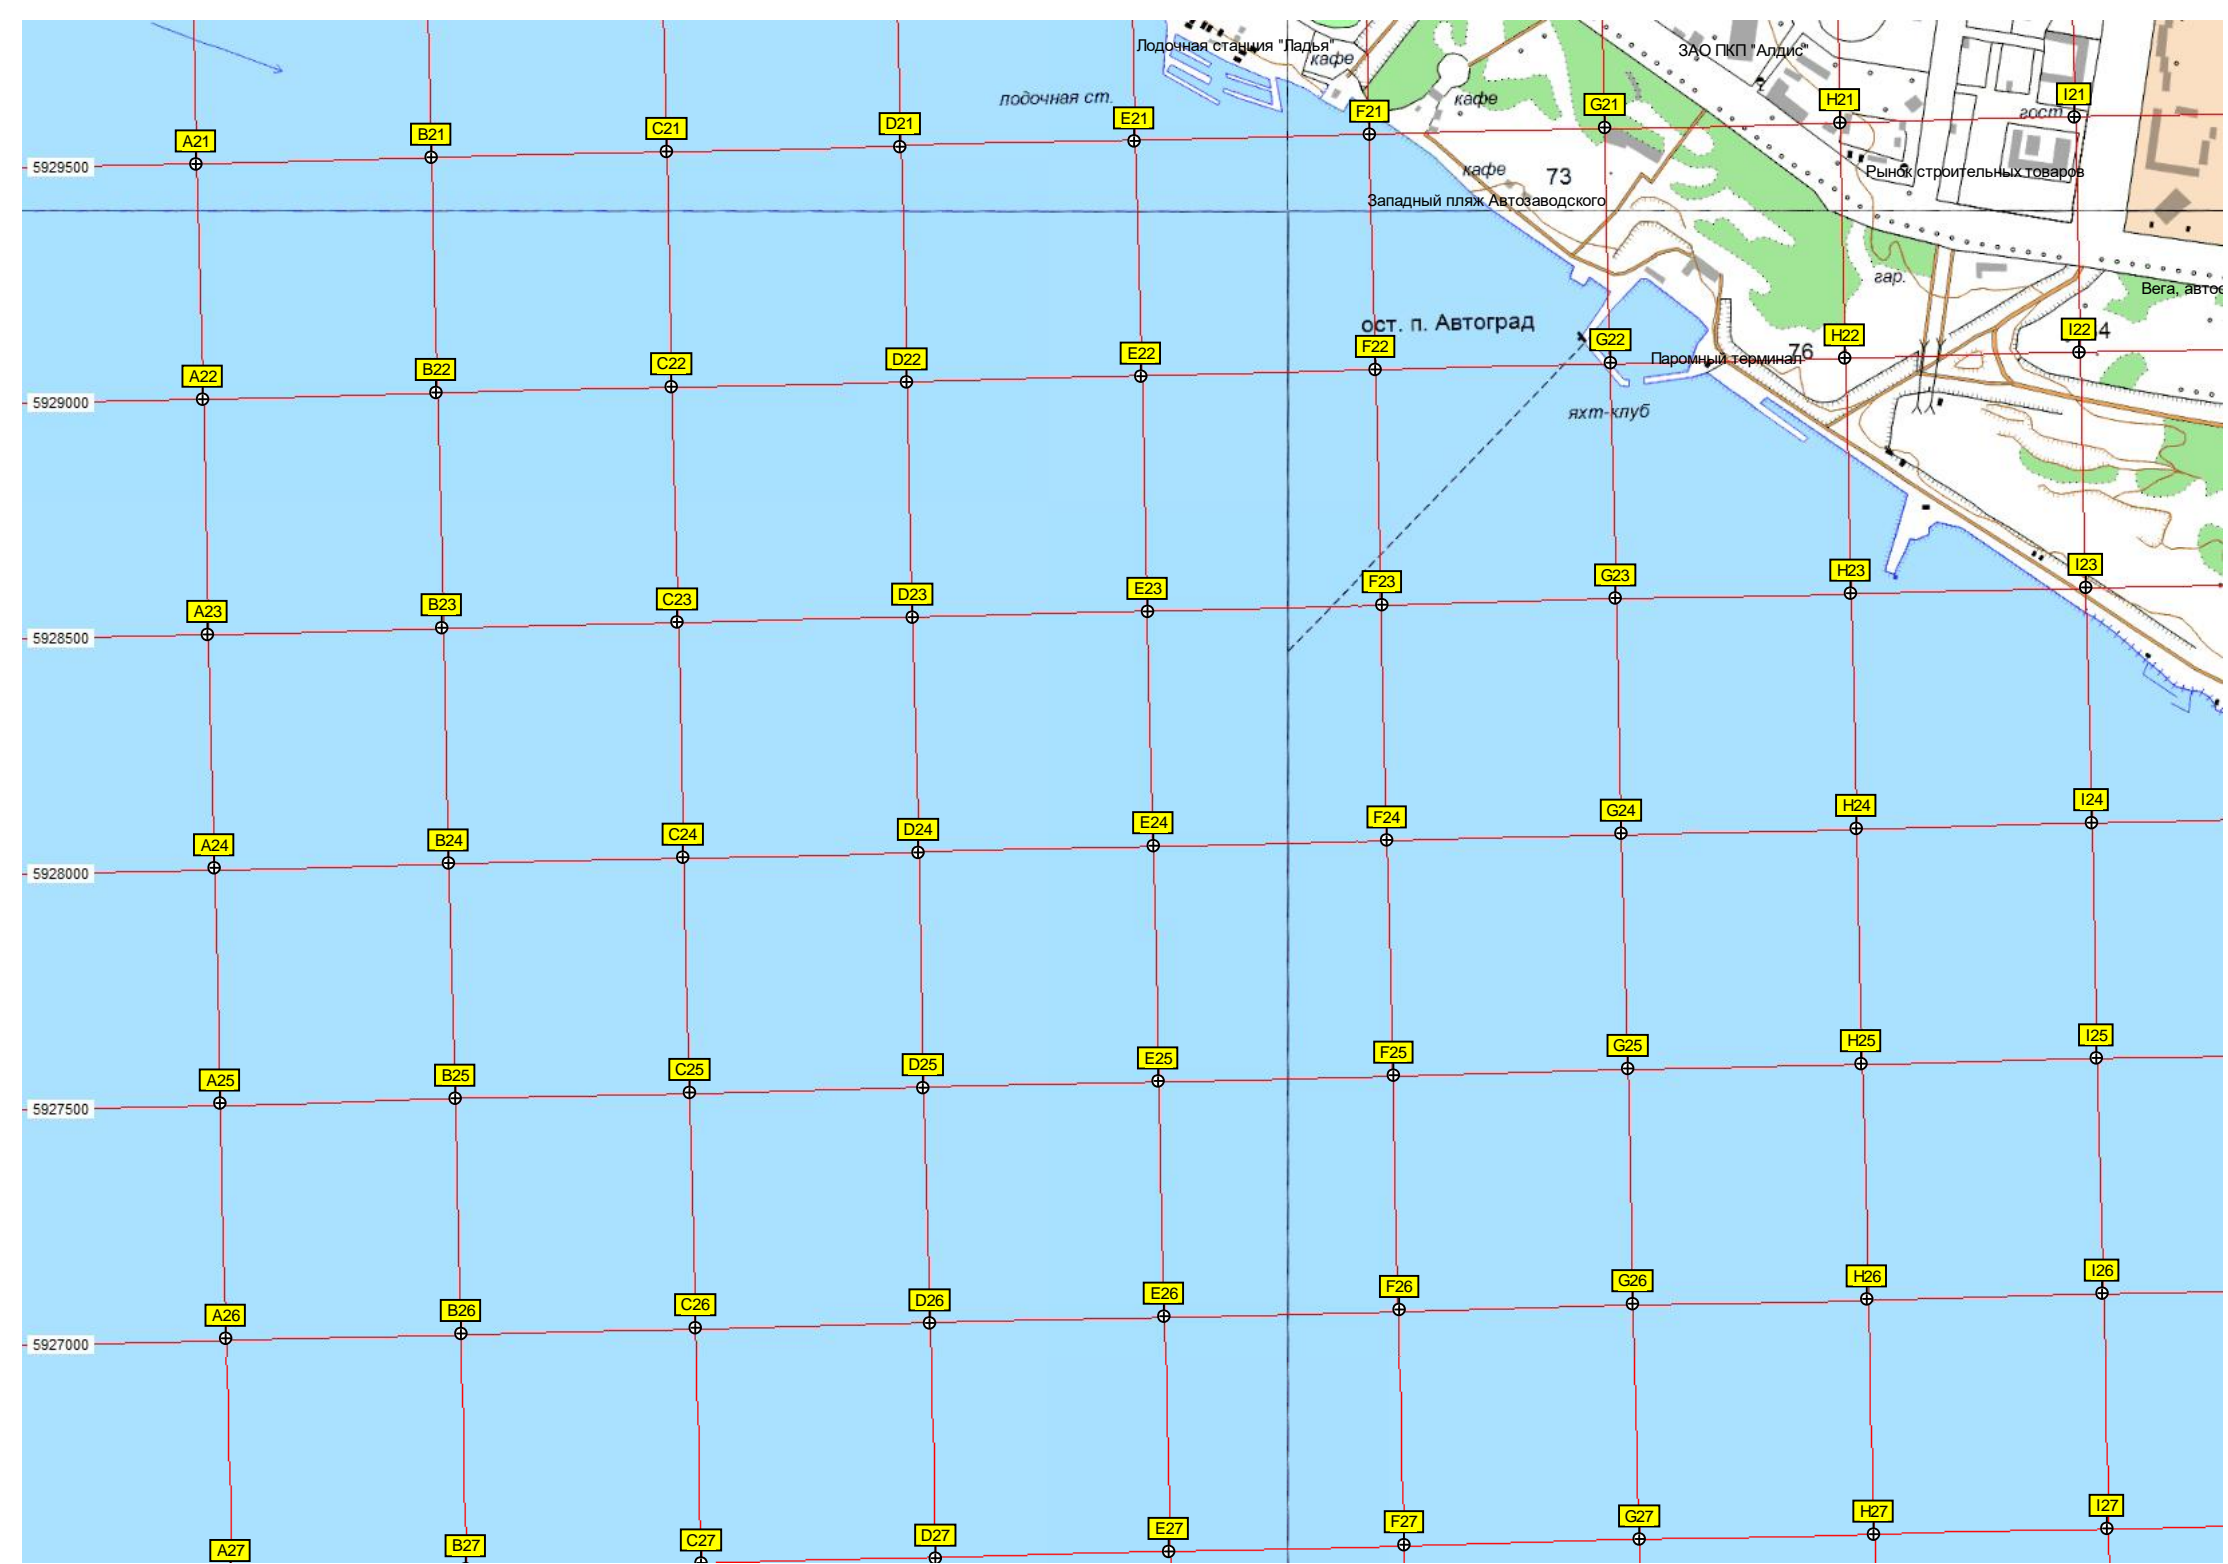 Лодочная станция "Ладья"
ЗАО ПКП "Алдис"
кафе
лодочная ст.
кафе
A21
B21
C21
D21
E21
F21
G21
H21
I21
гост.
5929500
кафе
73
Рынок строительных товаров
Западный пляж Автозаводского
гар.
Вега, автос
ост. п. Автоград
A22
B22
C22
D22
E22
F22
G22
H22
I22
4
76
Паромный терминал
5929000
яхт-клуб
A23
B23
C23
D23
E23
F23
G23
H23
I23
5928500
A24
B24
C24
D24
E24
F24
G24
H24
I24
5928000
A25
B25
C25
D25
E25
F25
G25
H25
I25
5927500
A26
B26
C26
D26
E26
F26
G26
H26
I26
5927000
A27
B27
C27
D27
E27
F27
G27
H27
I27